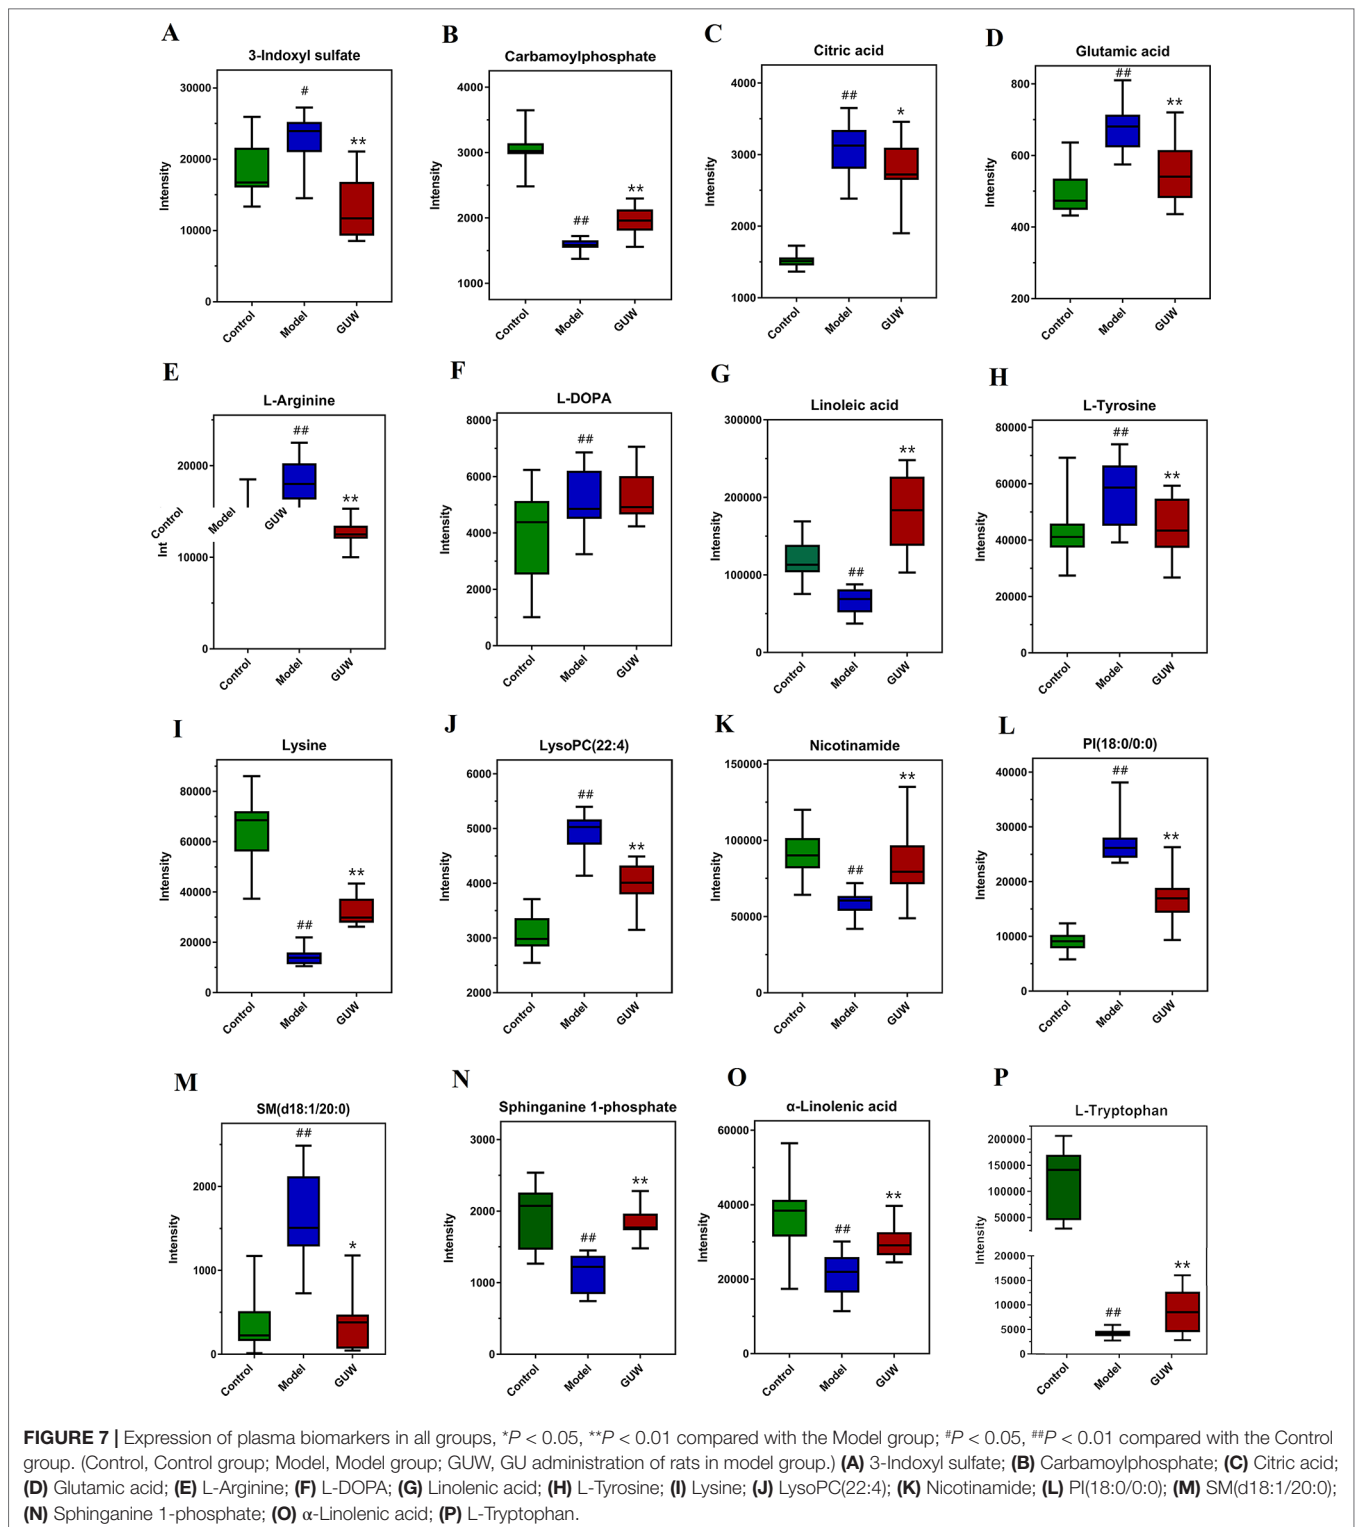 A
3-Indoxyl sulfate
30000
20000
10000
0
Intensity
#
**
Control
Model
GUW
B
Carbamoylphosphate
4000
3000
2000
1000
Intensity
##
**
Control
Model
GUW
C
Citric acid
4000
3000
2000
1000
Intensity
##
*
Control
Model
GUW
D
Glutamic acid
800
600
400
200
Intensity
##
**
Control
Model
GUW
E
L-Arginine
20000
10000
0
Int
Control
Model
GUW
##
**
Control
Model
GUW
F
L-DOPA
8000
6000
4000
2000
0
Intensity
##
Control
Model
GUW
G
Linoleic acid
300000
200000
100000
0
Intensity
##
**
Control
Model
GUW
H
L-Tyrosine
80000
60000
40000
20000
0
Intensity
##
**
Control
Model
GUW
I
Lysine
80000
60000
40000
20000
0
Intensity
##
**
Control
Model
GUW
J
LysoPC(22:4)
6000
5000
4000
3000
2000
Intensity
##
**
Control
Model
GUW
K
Nicotinamide
150000
100000
50000
0
Intensity
##
**
Control
Model
GUW
L
PI(18:0/0:0)
40000
30000
20000
10000
0
Intensity
##
**
Control
Model
GUW
M
SM(d18:1/20:0)
2000
1000
0
Intensity
##
*
Control
Model
GUW
N
Sphinganine 1-phosphate
3000
2000
1000
0
Intensity
##
**
Control
Model
GUW
O
α-Linolenic acid
60000
40000
20000
0
Intensity
##
**
Control
Model
GUW
P
L-Tryptophan
200000
150000
100000
50000
20000
15000
10000
5000
0
Intensity
##
**
Control
Model
GUW
FIGURE 7 | Expression of plasma biomarkers in all groups, *P < 0.05, **P < 0.01 compared with the Model group; #P < 0.05, ##P < 0.01 compared with the Control
group. (Control, Control group; Model, Model group; GUW, GU administration of rats in model group.) (A) 3-Indoxyl sulfate; (B) Carbamoylphosphate; (C) Citric acid;
(D) Glutamic acid; (E) L-Arginine; (F) L-DOPA; (G) Linolenic acid; (H) L-Tyrosine; (I) Lysine; (J) LysoPC(22:4); (K) Nicotinamide; (L) PI(18:0/0:0); (M) SM(d18:1/20:0);
(N) Sphinganine 1-phosphate; (O) α-Linolenic acid; (P) L-Tryptophan.